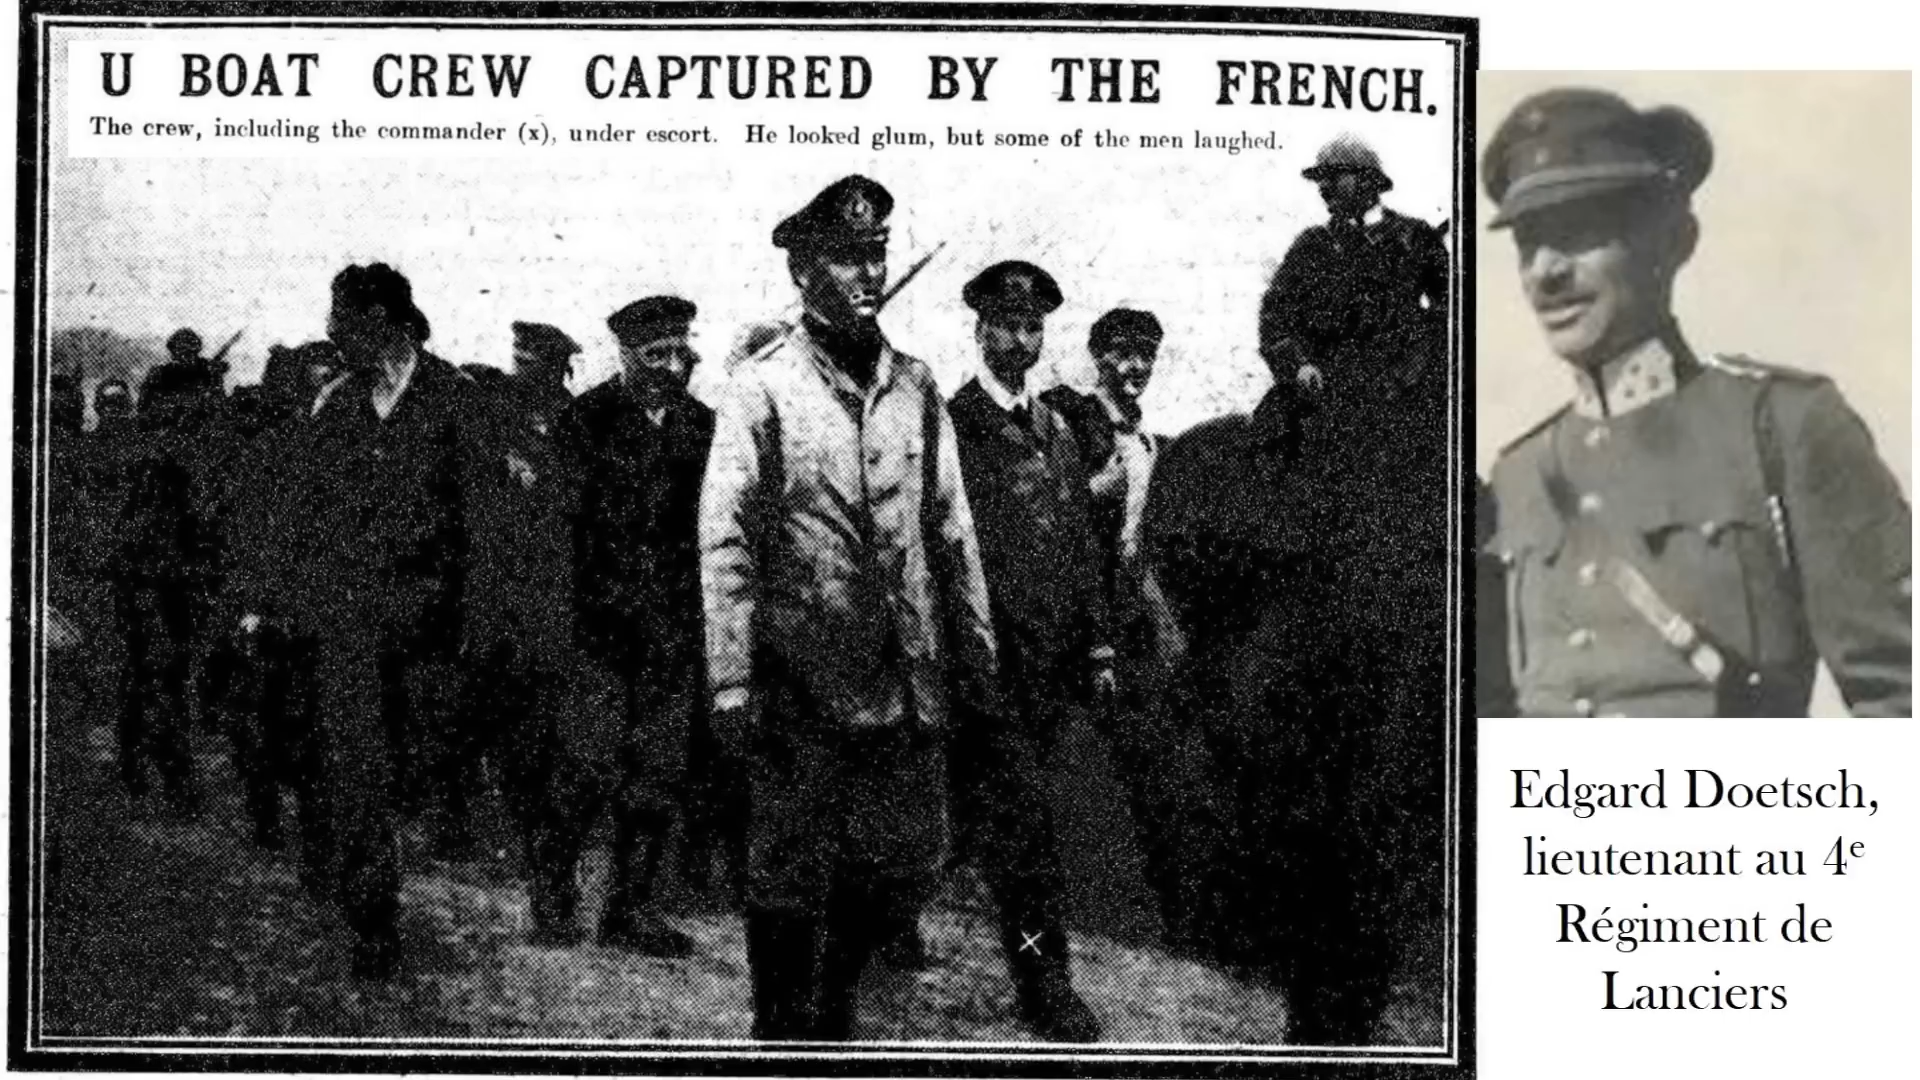 U BOAT CREW CAPTURED BY THE FRENCH.
The crew, including the commander (x), under escort. He looked glum, but some of the men laughed.
Edgard Doetsch,
lieutenant au 4e
Régiment de
Lanciers